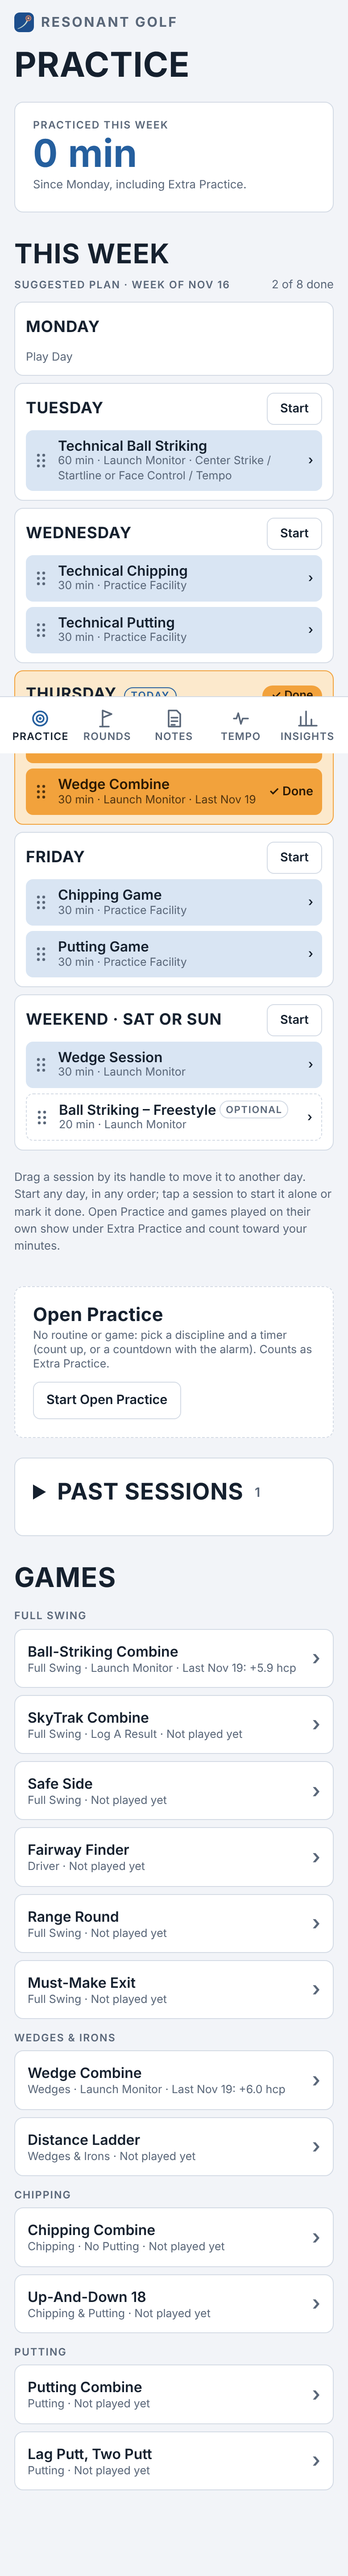 RESONANT GOLF
PRACTICE
PRACTICED THIS WEEK
0 min
Since Monday, including Extra Practice.
THIS WEEK
SUGGESTED PLAN · WEEK OF NOV 16
2 of 8 done
MONDAY
Play Day
TUESDAY
Start
Technical Ball Striking
60 min · Launch Monitor · Center Strike /
Startline or Face Control / Tempo
›
WEDNESDAY
Start
Technical Chipping
30 min · Practice Facility
›
Technical Putting
30 min · Practice Facility
›
THURSDAY
TODAY
✓ Done
PRACTICE
ROUNDS
NOTES
TEMPO
INSIGHTS
Wedge Combine
30 min · Launch Monitor · Last Nov 19
✓ Done
FRIDAY
Start
Chipping Game
30 min · Practice Facility
›
Putting Game
30 min · Practice Facility
›
WEEKEND · SAT OR SUN
Start
Wedge Session
30 min · Launch Monitor
›
Ball Striking – Freestyle OPTIONAL
20 min · Launch Monitor
›
Drag a session by its handle to move it to another day.
Start any day, in any order; tap a session to start it alone or
mark it done. Open Practice and games played on their
own show under Extra Practice and count toward your
minutes.
Open Practice
No routine or game: pick a discipline and a timer
(count up, or a countdown with the alarm). Counts as
Extra Practice.
Start Open Practice
PAST SESSIONS 1
GAMES
FULL SWING
Ball-Striking Combine
Full Swing · Launch Monitor · Last Nov 19: +5.9 hcp
›
SkyTrak Combine
Full Swing · Log A Result · Not played yet
›
Safe Side
Full Swing · Not played yet
›
Fairway Finder
Driver · Not played yet
›
Range Round
Full Swing · Not played yet
›
Must-Make Exit
Full Swing · Not played yet
›
WEDGES & IRONS
Wedge Combine
Wedges · Launch Monitor · Last Nov 19: +6.0 hcp
›
Distance Ladder
Wedges & Irons · Not played yet
›
CHIPPING
Chipping Combine
Chipping · No Putting · Not played yet
›
Up-And-Down 18
Chipping & Putting · Not played yet
›
PUTTING
Putting Combine
Putting · Not played yet
›
Lag Putt, Two Putt
Putting · Not played yet
›